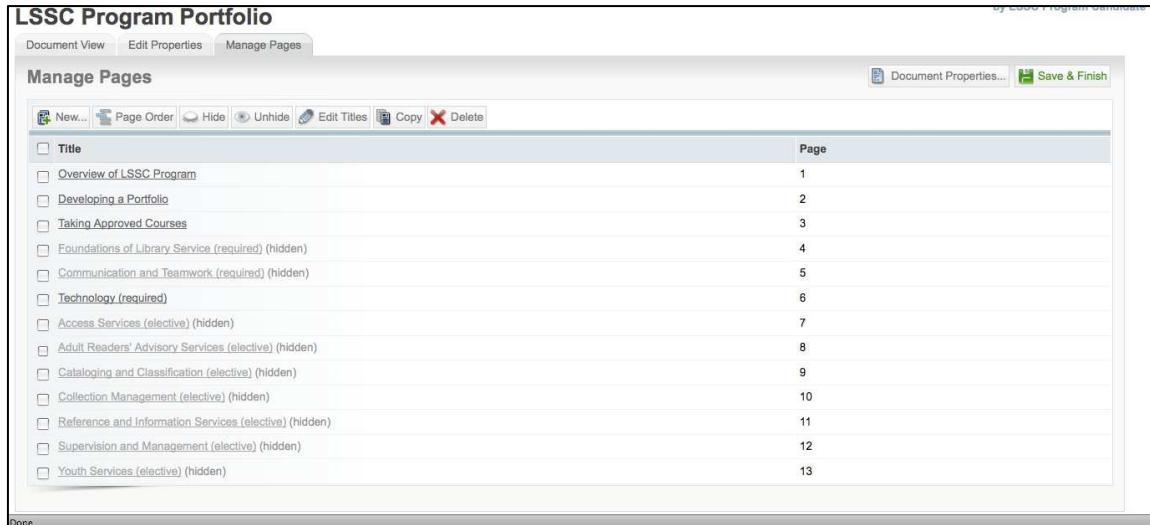 by LSSC Program Candidate
LSSC Program Portfolio
Document View Edit Properties Manage Pages
Manage Pages Document Properties... Save & Finish
New... Page Order Hide Unhide Edit Titles Copy Delete
Title Page
Overview of LSSC Program 1
Developing a Portfolio 2
Taking Approved Courses 3
Foundations of Library Service (required) (hidden) 4
Communication and Teamwork (required) (hidden) 5
Technology (required) 6
Access Services (elective) (hidden) 7
Adult Readers' Advisory Services (elective) (hidden) 8
Cataloging and Classification (elective) (hidden) 9
Collection Management (elective) (hidden) 10
Reference and Information Services (elective) (hidden) 11
Supervision and Management (elective) (hidden) 12
Youth Services (elective) (hidden) 13
Done